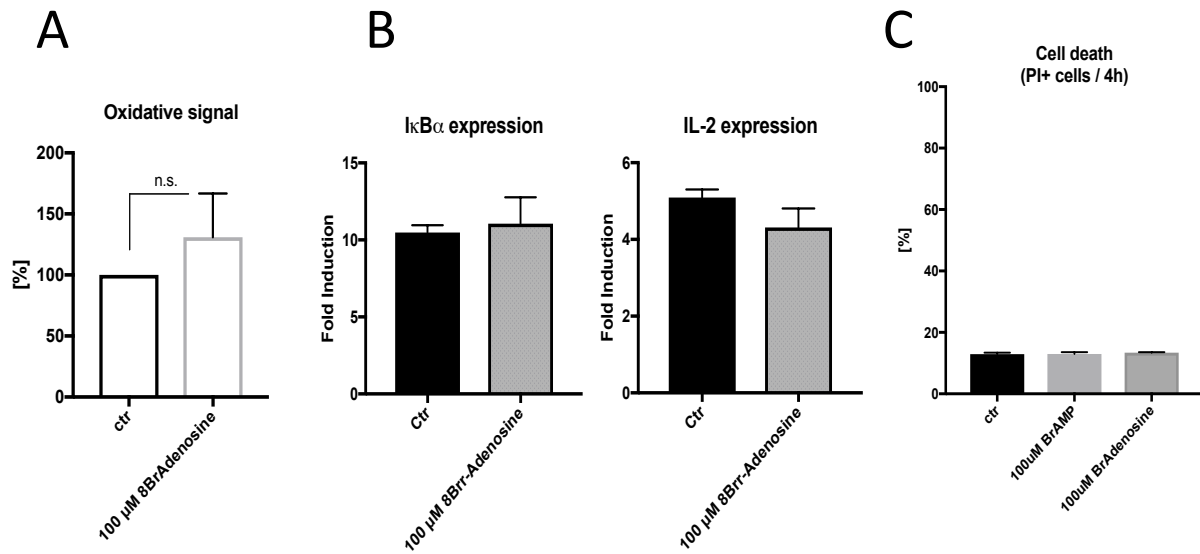 A
Oxidative signal
200
150
100
50
0
[%]
n.s.
ctr
100 µM 8BrAdenosine
B
IκBα expression
15
10
5
0
Fold Induction
Ctr
100 µM 8Brr-Adenosine
IL-2 expression
6
4
2
0
Fold Induction
Ctr
100 µM 8Brr-Adenosine
C
Cell death
(PI+ cells / 4h)
100
80
60
40
20
0
[%]
ctr
100uM BrAMP
100uM BrAdenosine